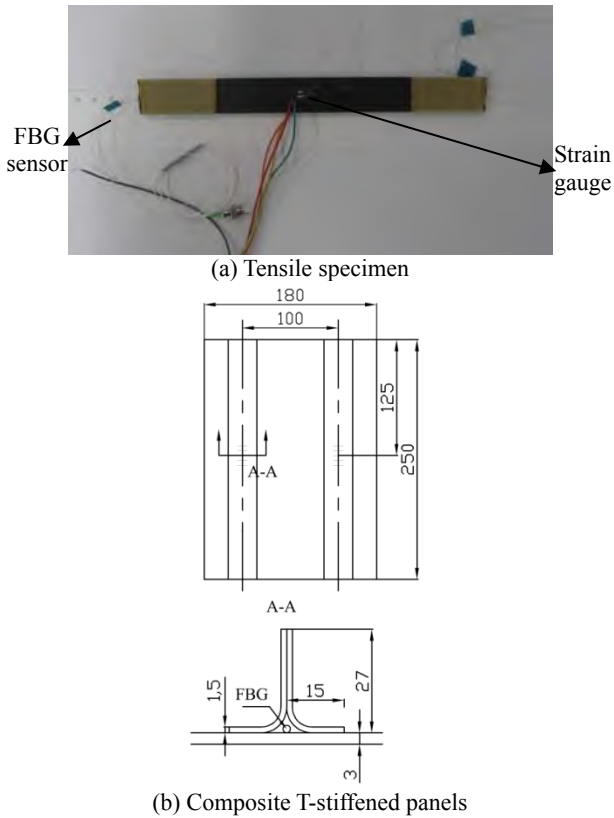 FBG
sensor
Strain
gauge
(a) Tensile specimen
180
100
125
250
A-A
A-A
1,5
FBG
15
27
3
(b) Composite T-stiffened panels